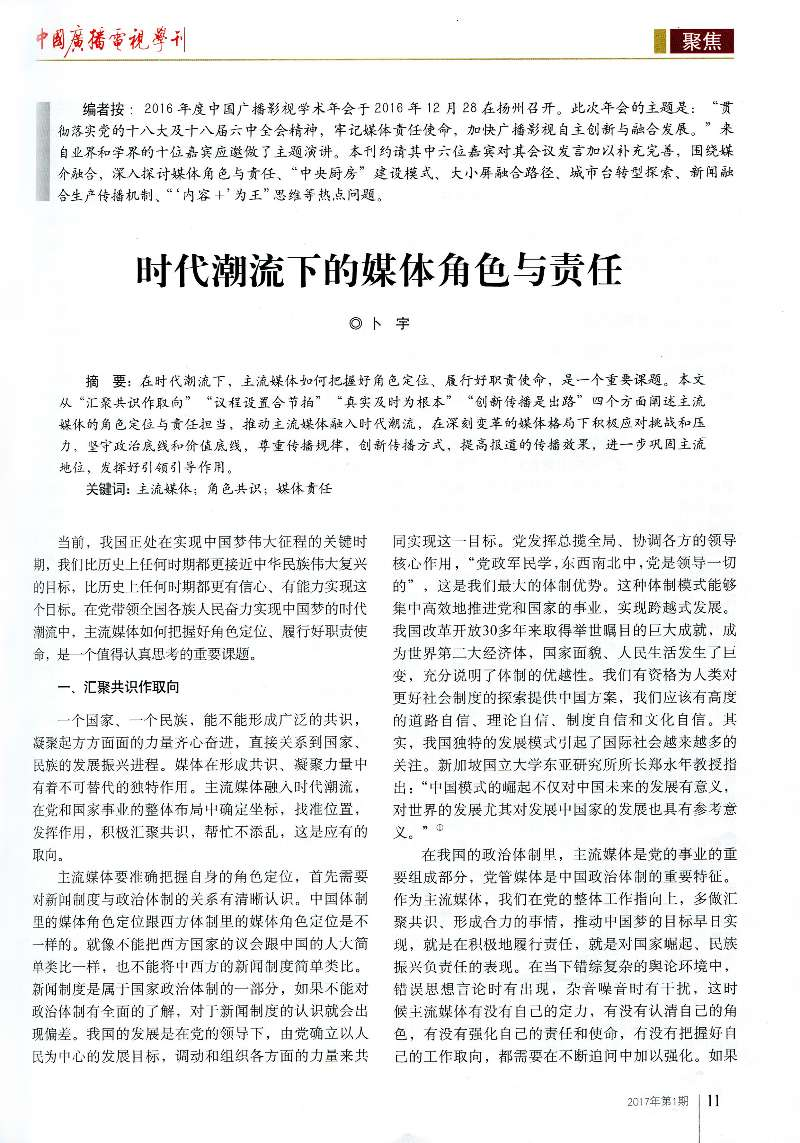 中國廣播電視學刊
聚焦
编者按：2016年度中国广播影视学术年会于2016年12月28在扬州召开。此次年会的主题是：“贯
彻落实党的十八大及十八届六中全会精神，牢记媒体责任使命，加快广播影视自主创新与融合发展。”来
自业界和学界的十位嘉宾应邀做了主题演讲。本刊约请其中六位嘉宾对其会议发言加以补充完善，围绕媒
介融合，深入探讨媒体角色与责任、“中央厨房”建设模式、大小屏融合路径、城市台转型探索、新闻融
合生产传播机制、“‘内容+’为王”思维等热点问题。
时代潮流下的媒体角色与责任
◎卜 宇
摘 要：在时代潮流下，主流媒体如何把握好角色定位、履行好职责使命，是一个重要课题。本文
从“汇聚共识作取向”“议程设置合节拍”“真实及时为根本”“创新传播是出路”四个方面阐述主流
媒体的角色定位与责任担当，推动主流媒体融入时代潮流，在深刻变革的媒体格局下积极应对挑战和压
力，坚守政治底线和价值底线，尊重传播规律，创新传播方式，提高报道的传播效果，进一步巩固主流
地位，发挥好引领引导作用。
关键词：主流媒体；角色共识；媒体责任
当前，我国正处在实现中国梦伟大征程的关键时
期，我们比历史上任何时期都更接近中华民族伟大复兴
的目标，比历史上任何时期都更有信心、有能力实现这
个目标。在党带领全国各族人民奋力实现中国梦的时代
潮流中，主流媒体如何把握好角色定位、履行好职责使
命，是一个值得认真思考的重要课题。
一、汇聚共识作取向
一个国家、一个民族，能不能形成广泛的共识，
凝聚起方方面面的力量齐心奋进，直接关系到国家、
民族的发展振兴进程。媒体在形成共识、凝聚力量中
有着不可替代的独特作用。主流媒体融入时代潮流，
在党和国家事业的整体布局中确定坐标，找准位置，
发挥作用，积极汇聚共识，帮忙不添乱，这是应有的
取向。
主流媒体要准确把握自身的角色定位，首先需要
对新闻制度与政治体制的关系有清晰认识。中国体制
里的媒体角色定位跟西方体制里的媒体角色定位是不
一样的。就像不能把西方国家的议会跟中国的人大简
单类比一样，也不能将中西方的新闻制度简单类比。
新闻制度是属于国家政治体制的一部分，如果不能对
政治体制有全面的了解，对于新闻制度的认识就会出
现偏差。我国的发展是在党的领导下，由党确立以人
民为中心的发展目标，调动和组织各方面的力量来共
同实现这一目标。党发挥总揽全局、协调各方的领导
核心作用，“党政军民学，东西南北中，党是领导一切
的”，这是我们最大的体制优势。这种体制模式能够
集中高效地推进党和国家的事业，实现跨越式发展。
我国改革开放30多年来取得举世瞩目的巨大成就，成
为世界第二大经济体，国家面貌、人民生活发生了巨
变，充分说明了体制的优越性。我们有资格为人类对
更好社会制度的探索提供中国方案，我们应该有高度
的道路自信、理论自信、制度自信和文化自信。其
实，我国独特的发展模式引起了国际社会越来越多的
关注。新加坡国立大学东亚研究所所长郑永年教授指
出：“中国模式的崛起不仅对中国未来的发展有意义，
对世界的发展尤其对发展中国家的发展也具有参考意
义。”①
在我国的政治体制里，主流媒体是党的事业的重
要组成部分，党管媒体是中国政治体制的重要特征。
作为主流媒体，我们在党的整体工作指向上，多做汇
聚共识、形成合力的事情，推动中国梦的目标早日实
现，就是在积极地履行责任，就是对国家崛起、民族
振兴负责任的表现。在当下错综复杂的舆论环境中，
错误思想言论时有出现，杂音噪音时有干扰，这时
候主流媒体有没有自己的定力，有没有认清自己的角
色，有没有强化自己的责任和使命，有没有把握好自
己的工作取向，都需要在不断追问中加以强化。如果
2017年第1期 11